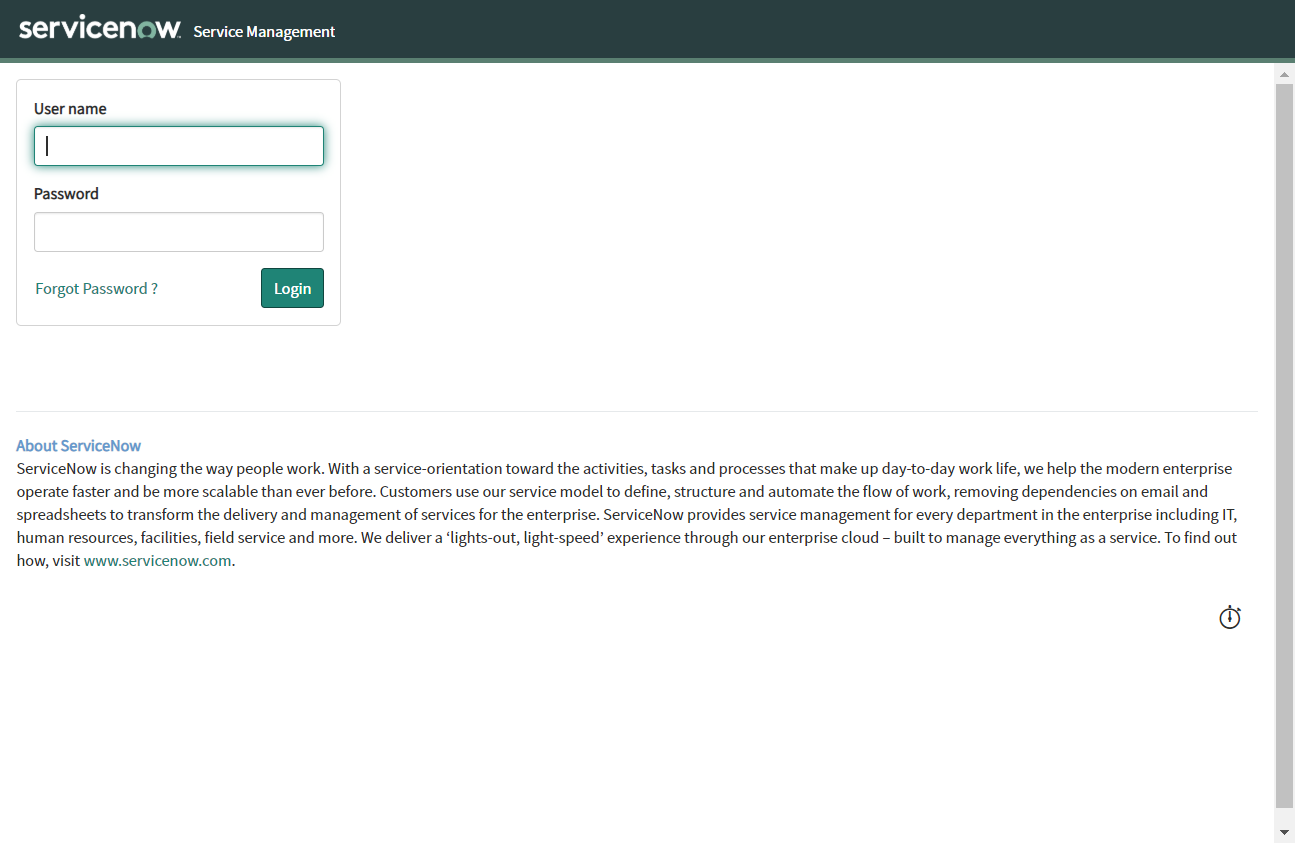 servicenow Service Management
User name
Password
Forgot Password ?
Login
About ServiceNow
ServiceNow is changing the way people work. With a service-orientation toward the activities, tasks and processes that make up day-to-day work life, we help the modern enterprise
operate faster and be more scalable than ever before. Customers use our service model to define, structure and automate the flow of work, removing dependencies on email and
spreadsheets to transform the delivery and management of services for the enterprise. ServiceNow provides service management for every department in the enterprise including IT,
human resources, facilities, field service and more. We deliver a ‘lights-out, light-speed’ experience through our enterprise cloud – built to manage everything as a service. To find out
how, visit www.servicenow.com.